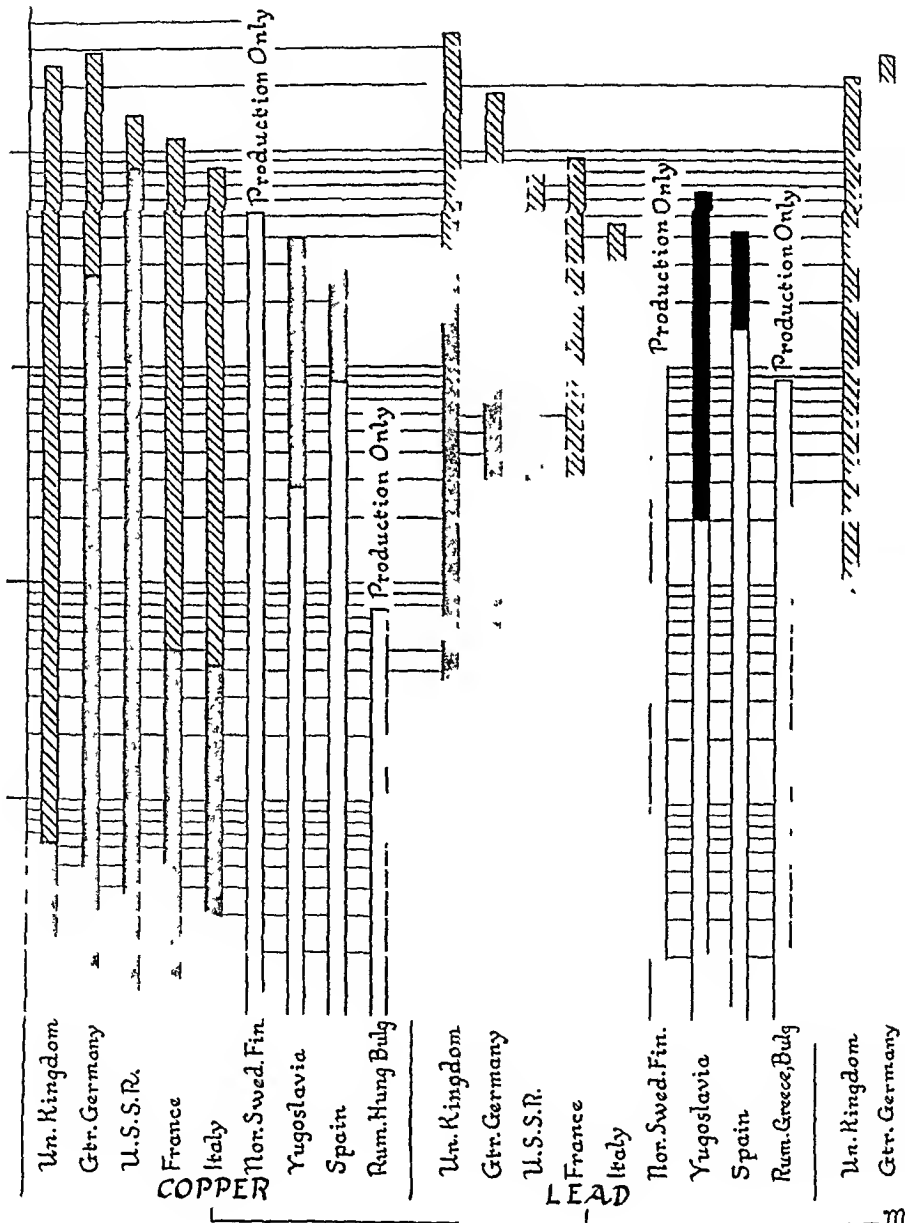 Un. Kingdom
Gtr. Germany
U.S.S.R.
France
Italy
Nor. Swed. Fin.
Yugoslavia
Spain
Rum. Hung Bulg
COPPER
Production Only
Production Only
Un. Kingdom
Gtr. Germany
U.S.S.R.
France
Italy
Nor. Swed. Fin.
Yugoslavia
Spain
Rum. Greece, Bulg
LEAD
Production Only
Production Only
Un. Kingdom
Gtr. Germany
m